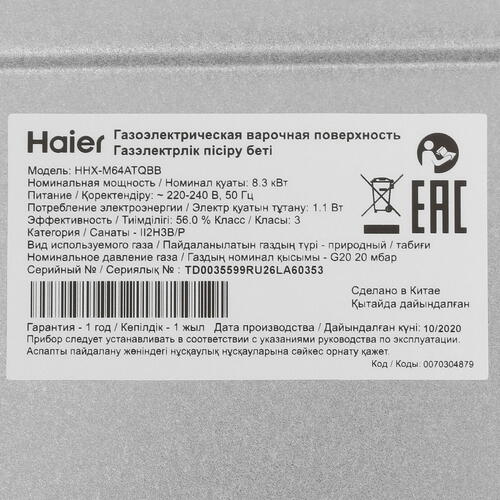 Haier
Газоэлектрическая варочная поверхность
Газэлектрлік пісіру беті
Модель: HHX-M64ATQBB
Номинальная мощность / Номинал қуаты: 8.3 кВт
Питание / Қоректендіру: ~ 220-240 В, 50 Гц
Потребление электроэнергии / Электр қуатын тұтану: 1.1 Вт
Эффективность / Тиімділігі: 56.0 % Класс / Класы: 3
Категория / Санаты - II2H3B/P
Вид используемого газа / Пайдаланылатын газдың түрі - природный / табиғи
Номинальное давление газа / Газдың номинал қысымы - G20 20 мбар
Серийный № / Сериялық № : TD0035599RU26LA60353
EAC
Сделано в Китае
Қытайда дайындалған
Гарантия - 1 год / Кепілдік - 1 жыл Дата производства / Дайындалған күні: 10/2020
Прибор следует устанавливать в соответствии с указаниями руководства по эксплуатации.
Аспапты пайдалану жөніндегі нұсқаулық нұсқауларына сәйкес орнату қажет.
Код / Коды: 0070304879